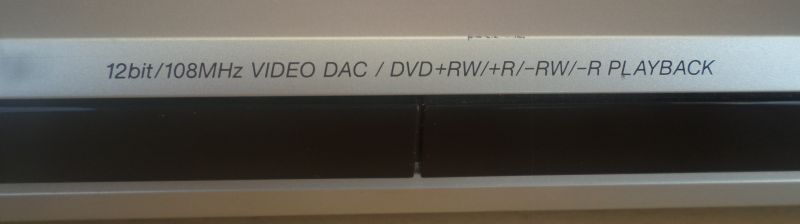 12bit/108MHz VIDEO DAC / DVD+RW/+R/-RW/-R PLAYBACK